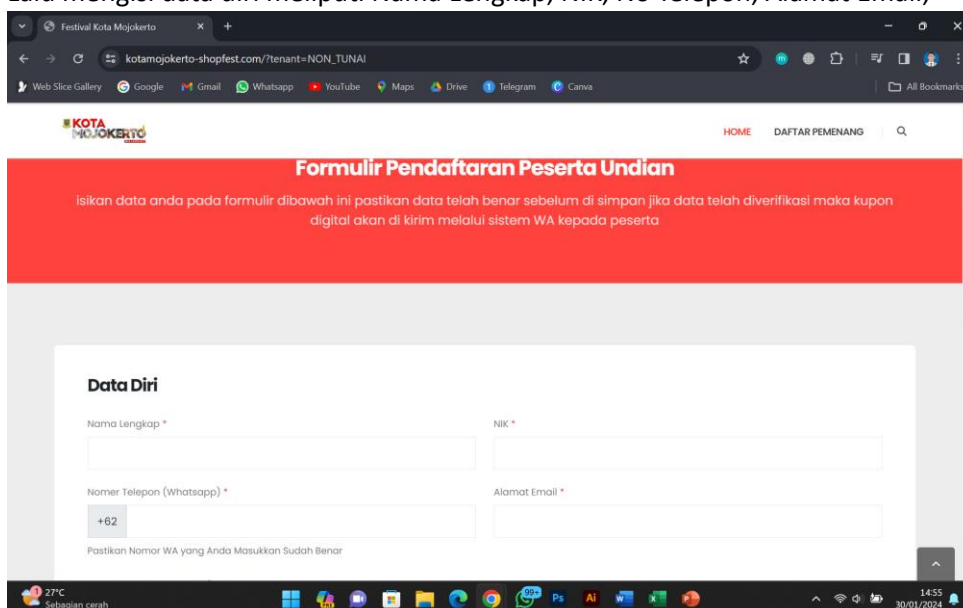 Lalu mengisi data diri meliputi Nama Lengkap, NIK, No Telepon, Alamat Email,
Festival Kota Mojokerto
kotamojokerto-shopfest.com/?tenant=NON_TUNAI
Web Slice Gallery Google Gmail Whatsapp YouTube Maps Drive Telegram Canva All Bookmarks
KOTA
MOJOKERTO
HOME DAFTAR PEMENANG
Formulir Pendaftaran Peserta Undian
Isikan data anda pada formulir dibawah ini pastikan data telah benar sebelum di simpan jika data telah diverifikasi maka kupon
digital akan di kirim melalui sistem WA kepada peserta
Data Diri
Nama Lengkap * NIK *
Nomer Telepon (Whatsapp) * Alamat Email *
+62
Pastikan Nomor WA yang Anda Masukkan Sudah Benar
27°C
Sebagian cerah
99+
Ps Ai
14:55
30/01/2024